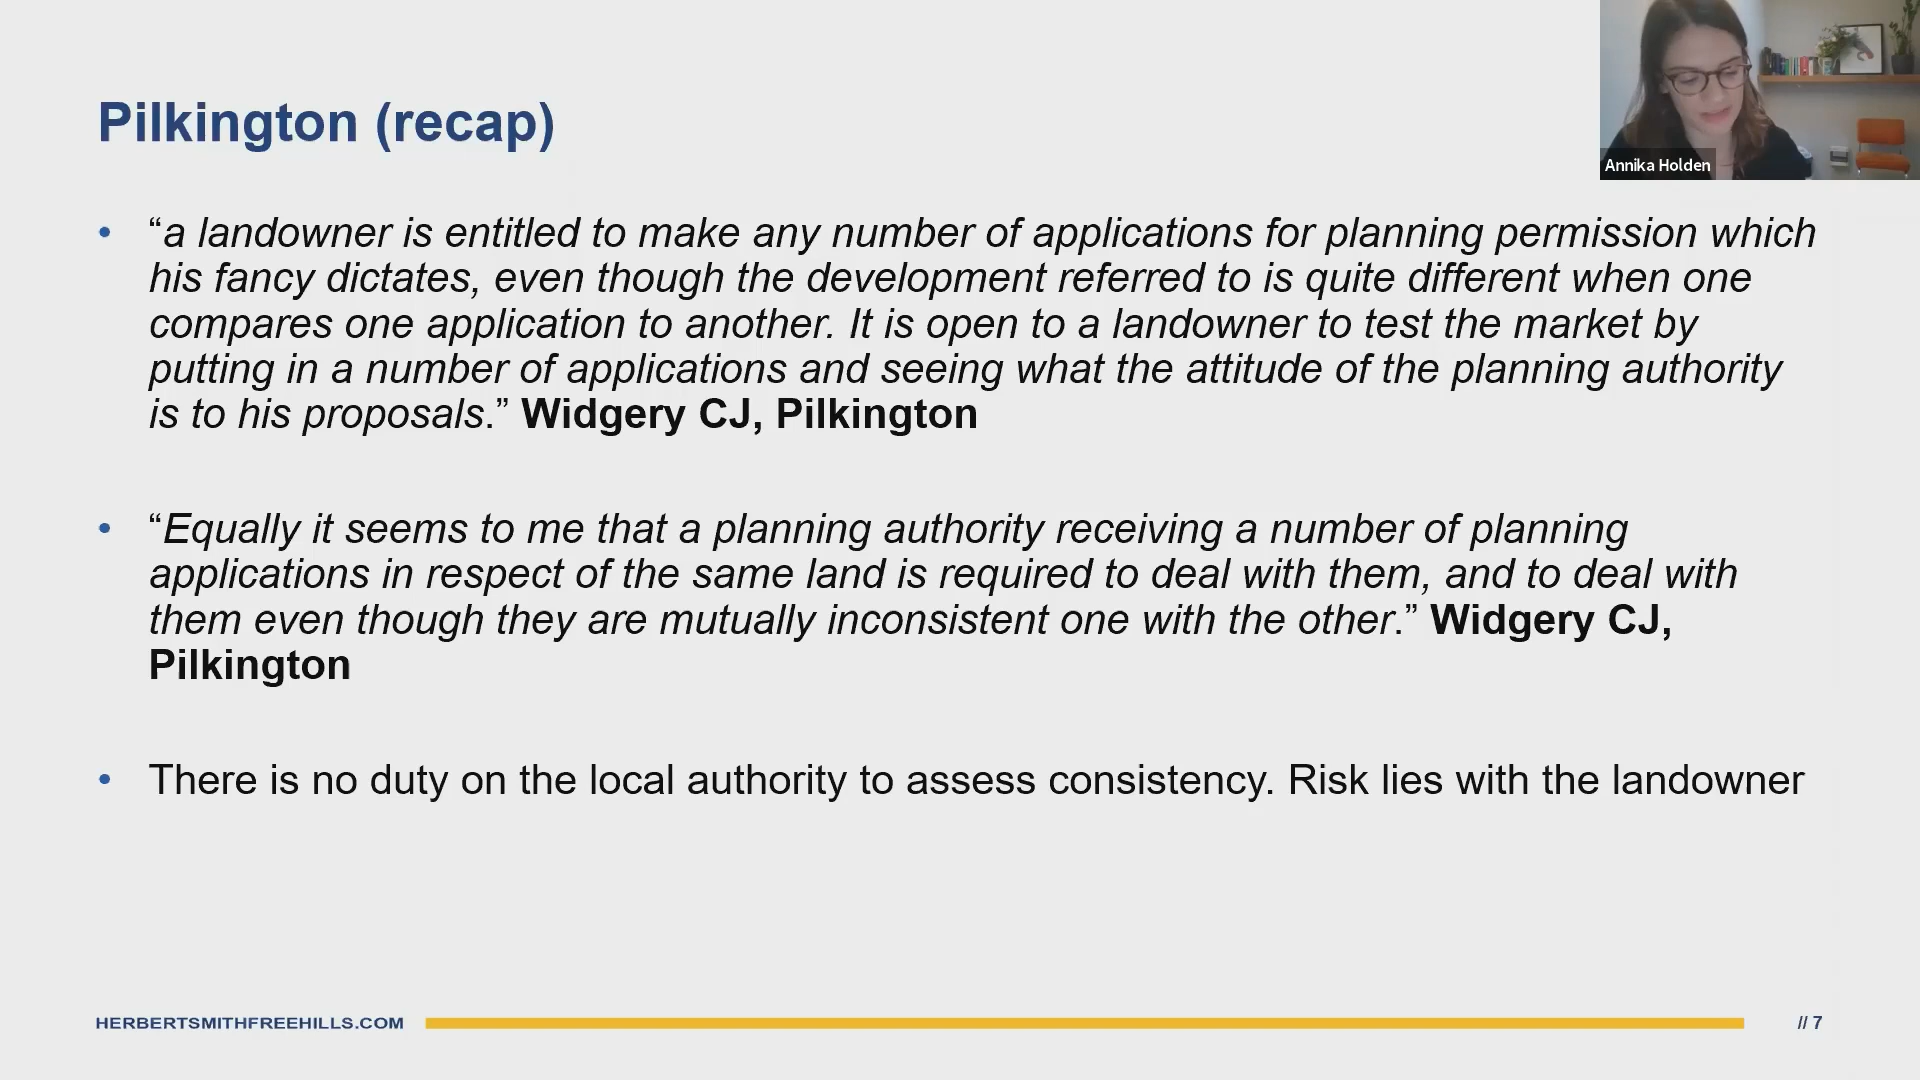 Pilkington (recap)
Annika Holden
• “a landowner is entitled to make any number of applications for planning permission which
his fancy dictates, even though the development referred to is quite different when one
compares one application to another. It is open to a landowner to test the market by
putting in a number of applications and seeing what the attitude of the planning authority
is to his proposals.” Widgery CJ, Pilkington
• “Equally it seems to me that a planning authority receiving a number of planning
applications in respect of the same land is required to deal with them, and to deal with
them even though they are mutually inconsistent one with the other.” Widgery CJ,
Pilkington
• There is no duty on the local authority to assess consistency. Risk lies with the landowner
HERBERTSMITHFREEHILLS.COM
// 7